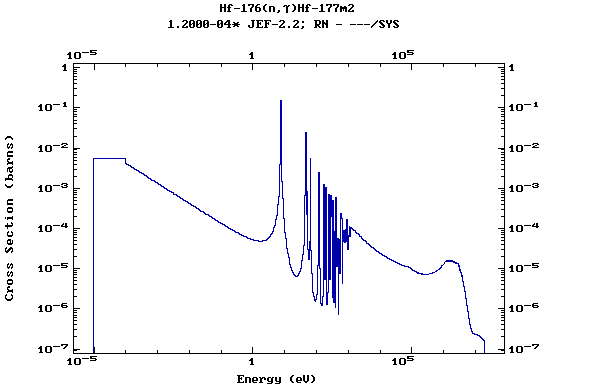 Hf-176(n,γ)Hf-177m2
1.2000-04* JEF-2.2; RN - ---/SYS
10⁻⁵ 1 10⁵
1 1
10⁻¹ 10⁻¹
10⁻² 10⁻²
10⁻³ 10⁻³
10⁻⁴ 10⁻⁴
10⁻⁵ 10⁻⁵
10⁻⁶ 10⁻⁶
10⁻⁷ 10⁻⁷
10⁻⁵ 1 10⁵
Energy (eV)
Cross Section (barns)